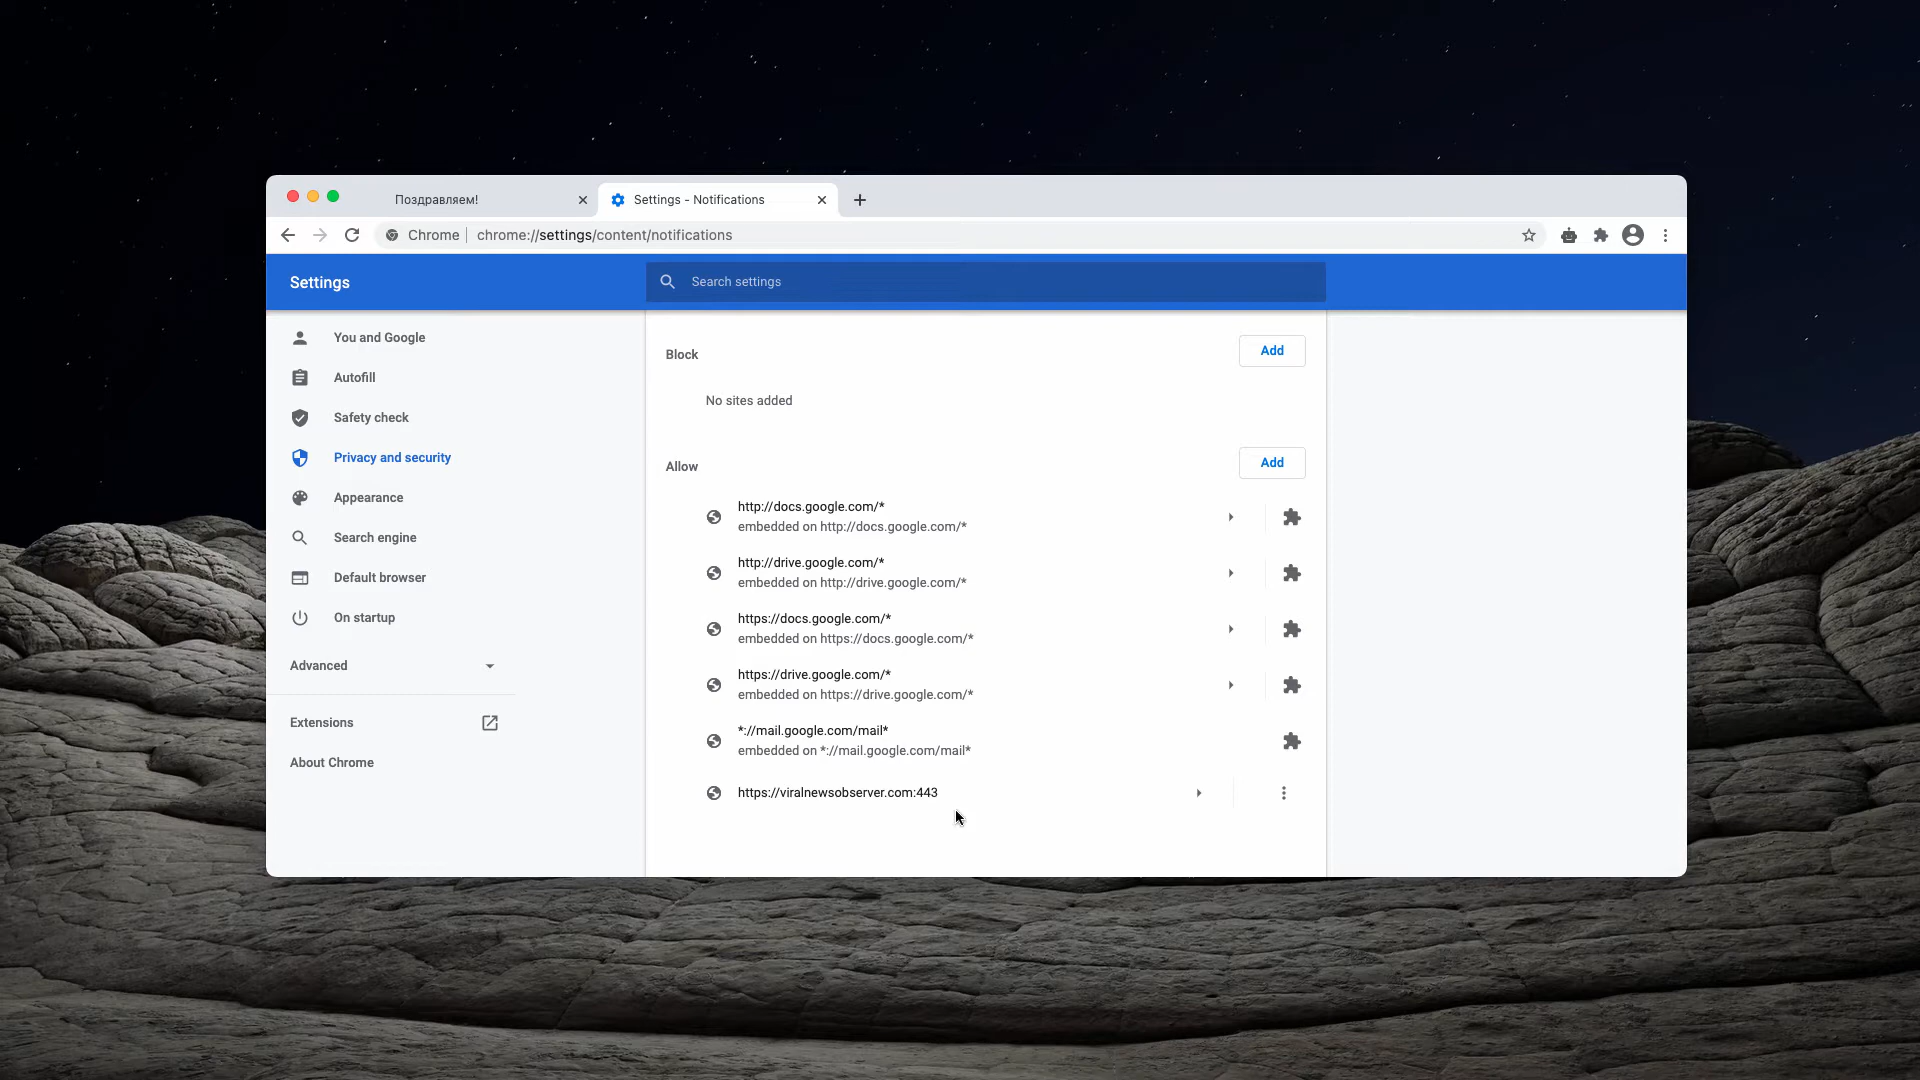 Поздравляем!
Settings - Notifications
Chrome
chrome://settings/content/notifications
Settings
Search settings
You and Google
Autofill
Safety check
Privacy and security
Appearance
Search engine
Default browser
On startup
Advanced
Extensions
About Chrome
Block
Add
No sites added
Allow
Add
http://docs.google.com/*
embedded on http://docs.google.com/*
http://drive.google.com/*
embedded on http://drive.google.com/*
https://docs.google.com/*
embedded on https://docs.google.com/*
https://drive.google.com/*
embedded on https://drive.google.com/*
*://mail.google.com/mail*
embedded on *://mail.google.com/mail*
https://viralnewsobserver.com:443